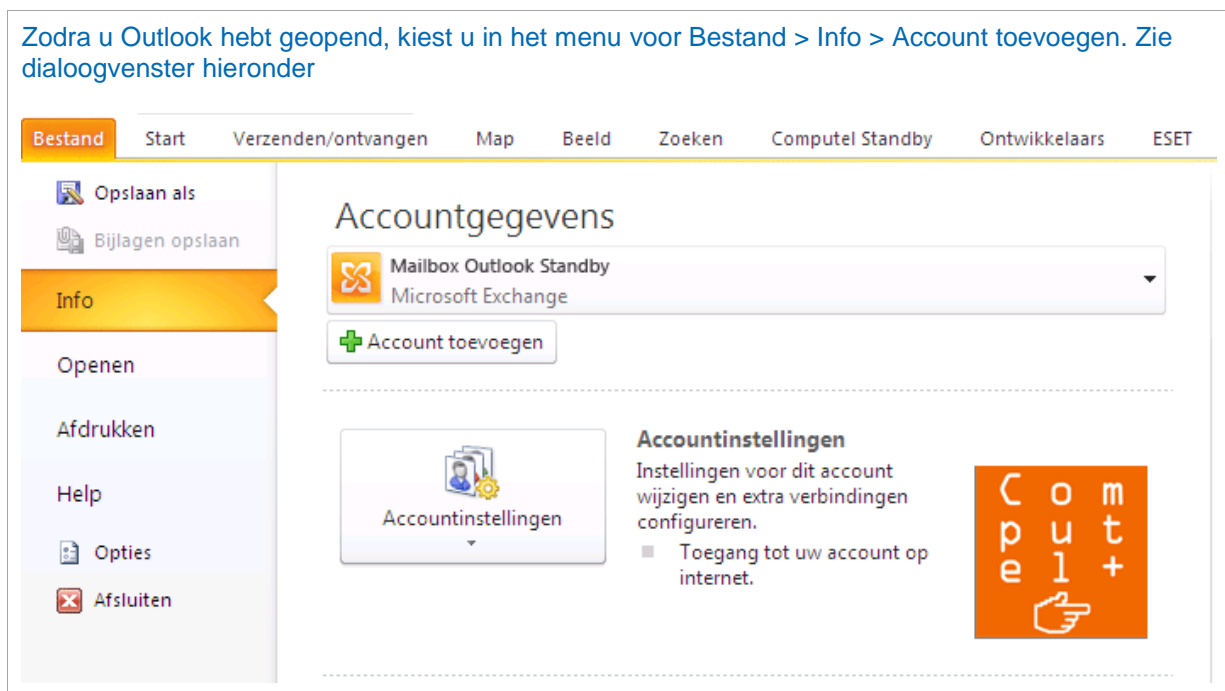 Zodra u Outlook hebt geopend, kiest u in het menu voor Bestand > Info > Account toevoegen. Zie
dialoogvenster hieronder
Bestand Start Verzenden/ontvangen Map Beeld Zoeken Computel Standby Ontwikkelaars ESET
Opslaan als
Bijlagen opslaan
Info
Openen
Afdrukken
Help
Opties
Afsluiten
Accountgegevens
Mailbox Outlook Standby
Microsoft Exchange
Account toevoegen
Accountinstellingen
Accountinstellingen
Instellingen voor dit account
wijzigen en extra verbindingen
configureren.
Toegang tot uw account op
internet.
C o m
p u t
e l +